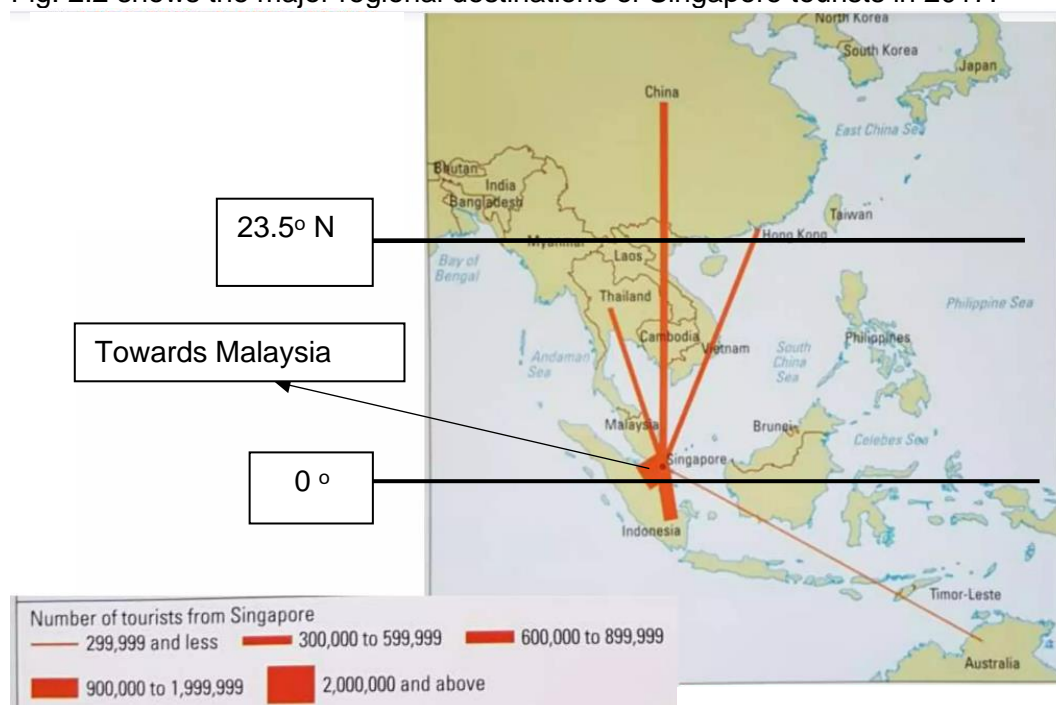 Fig. 2.2 shows the major regional destinations of Singapore tourists in 2017.
North Korea
South Korea
Japan
China
East China Sea
Bhutan
India
Bangladesh
23.5º N
Taiwan
Hong Kong
Myanmar
Bay of
Bengal
Laos
Thailand
Philippine Sea
Towards Malaysia
Cambodia
Vietnam
South
China
Sea
Philippines
Andaman
Sea
Malaysia
Brunei
Celebes Sea
Singapore
0 º
Indonesia
Timor-Leste
Australia
Number of tourists from Singapore
299,999 and less
300,000 to 599,999
600,000 to 899,999
900,000 to 1,999,999
2,000,000 and above